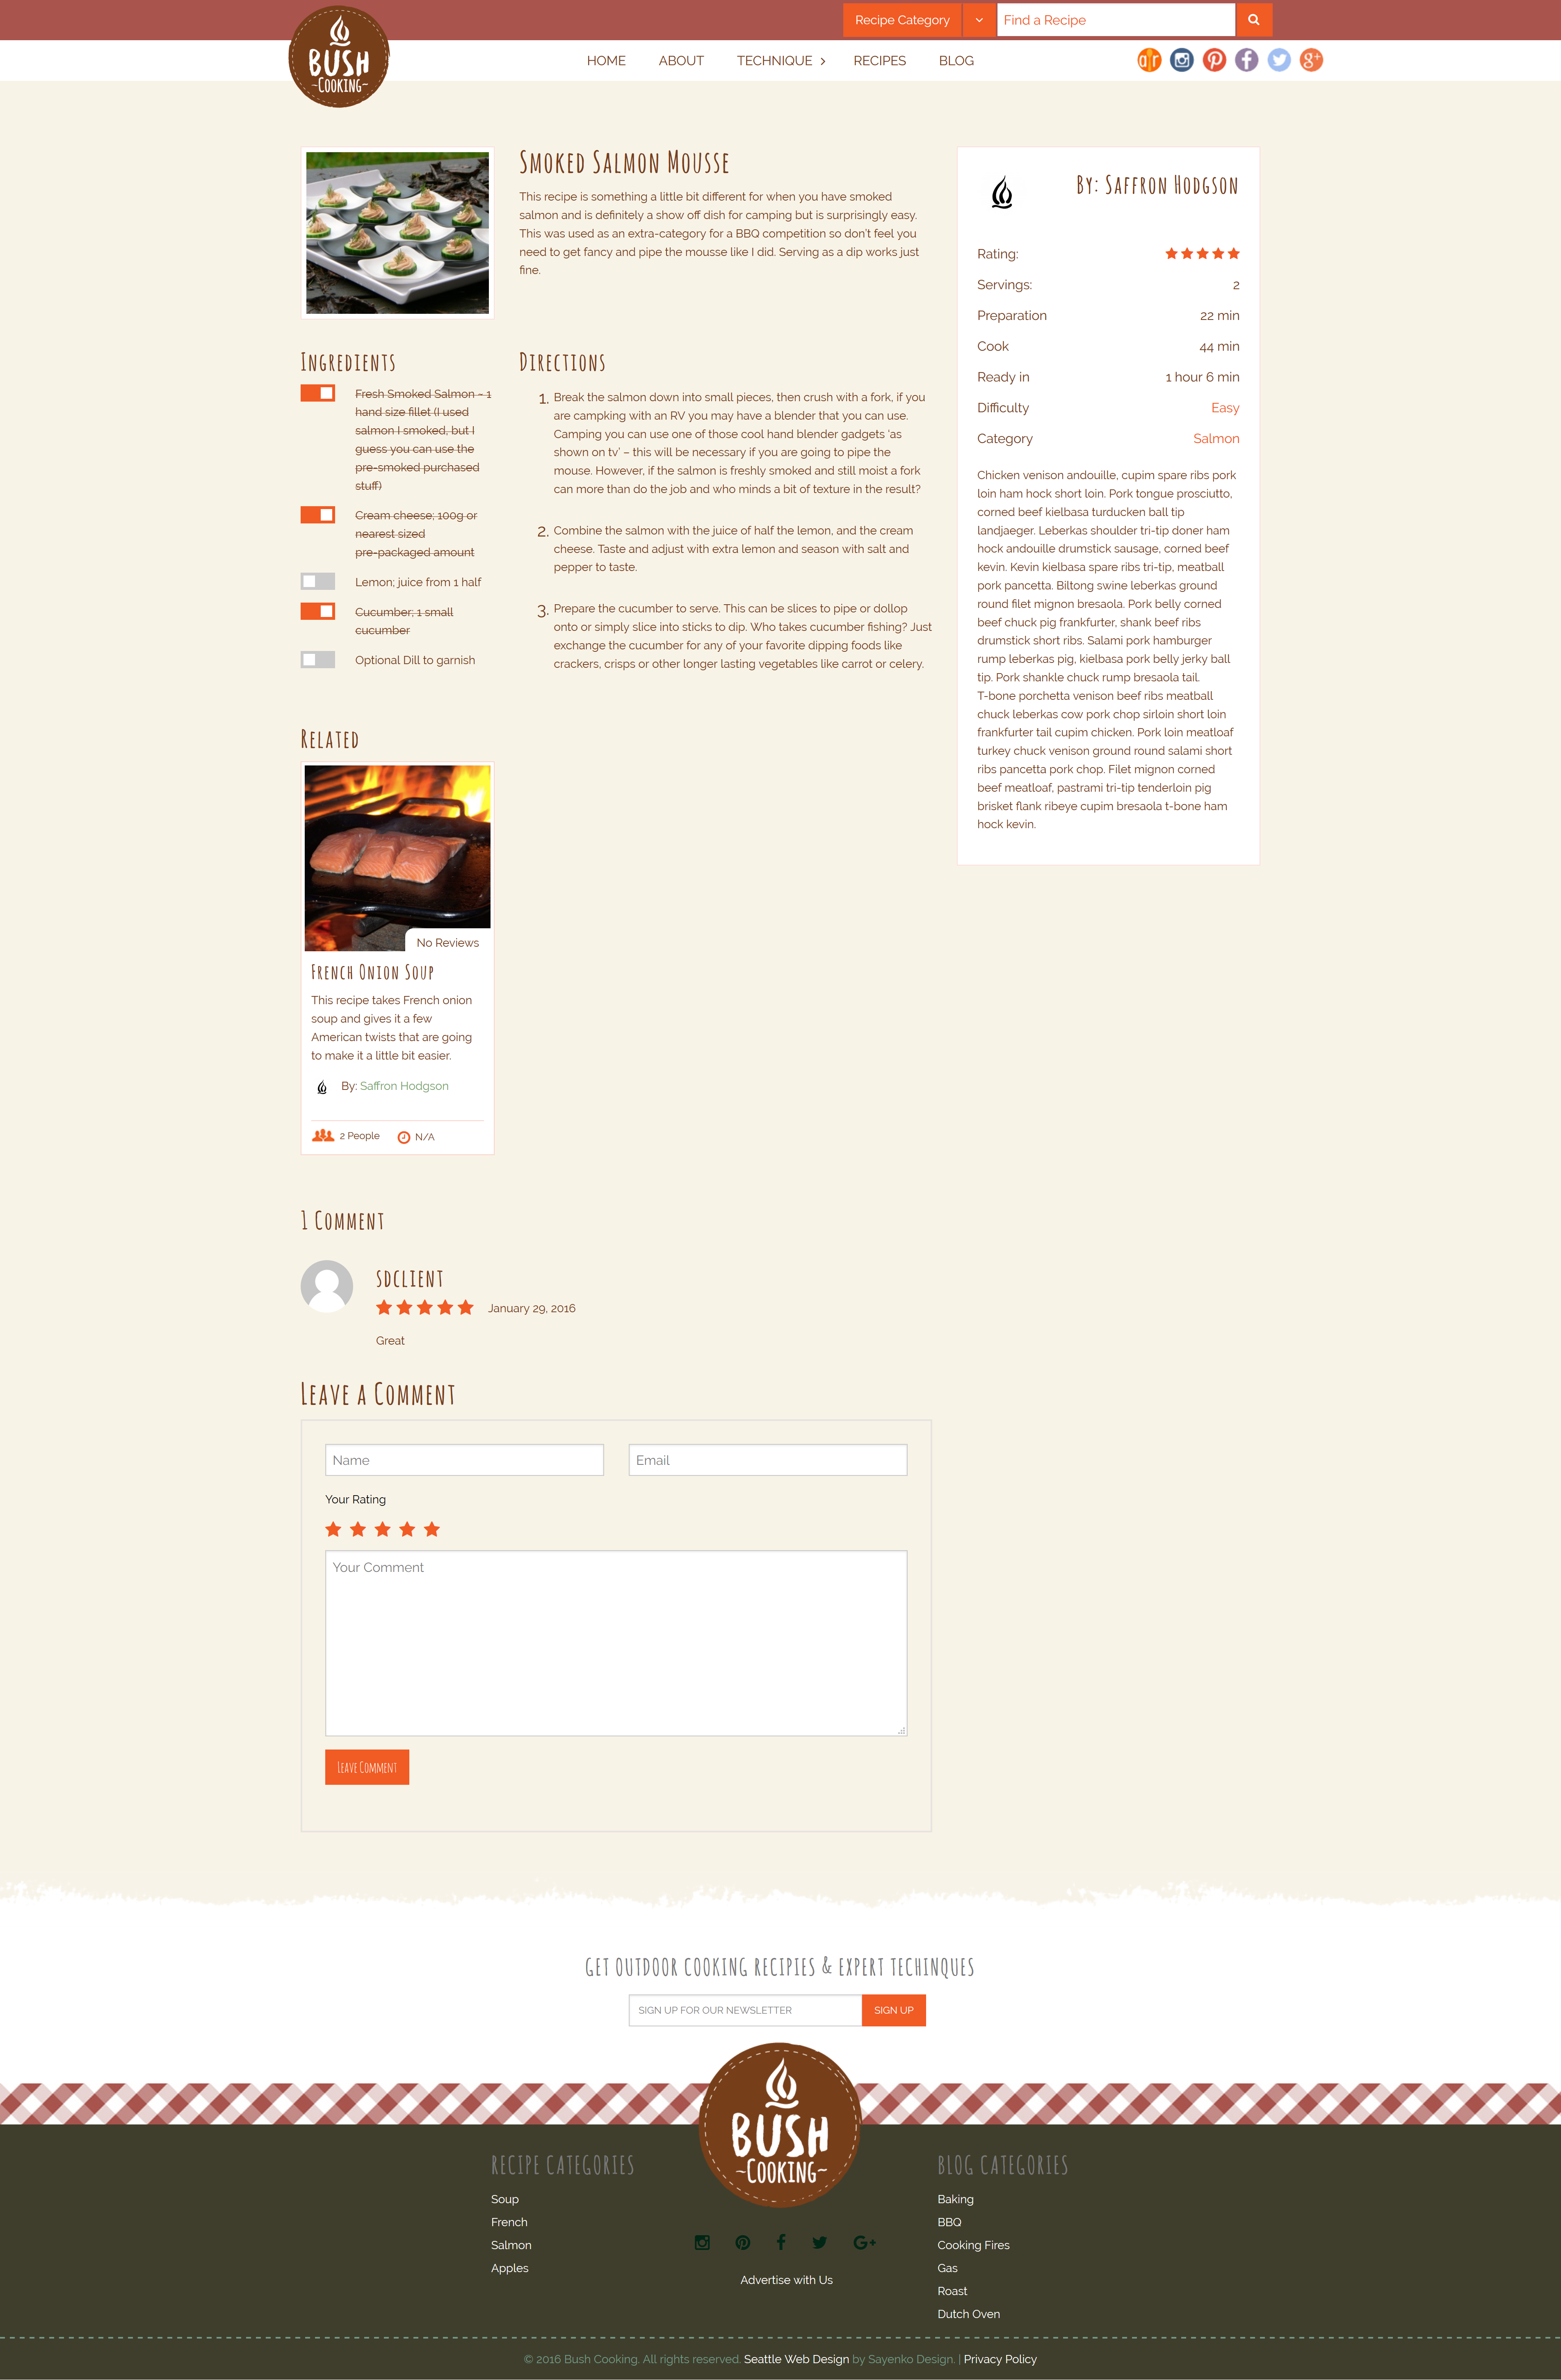 Recipe Category
Find a Recipe
BUSH
~COOKING~
HOME
ABOUT
TECHNIQUE
RECIPES
BLOG
Smoked Salmon Mousse
This recipe is something a little bit different for when you have smoked
salmon and is definitely a show off dish for camping but is surprisingly easy.
This was used as an extra-category for a BBQ competition so don't feel you
need to get fancy and pipe the mousse like I did. Serving as a dip works just
fine.
Ingredients
Fresh Smoked Salmon – 1
hand size fillet (I used
salmon I smoked, but I
guess you can use the
pre-smoked purchased
stuff)
Cream cheese; 100g or
nearest sized
pre-packaged amount
Lemon; juice from 1 half
Cucumber; 1 small
cucumber
Optional Dill to garnish
Directions
1. Break the salmon down into small pieces, then crush with a fork, if you
are campking with an RV you may have a blender that you can use.
Camping you can use one of those cool hand blender gadgets 'as
shown on tv' – this will be necessary if you are going to pipe the
mouse. However, if the salmon is freshly smoked and still moist a fork
can more than do the job and who minds a bit of texture in the result?
2. Combine the salmon with the juice of half the lemon, and the cream
cheese. Taste and adjust with extra lemon and season with salt and
pepper to taste.
3. Prepare the cucumber to serve. This can be slices to pipe or dollop
onto or simply slice into sticks to dip. Who takes cucumber fishing? Just
exchange the cucumber for any of your favorite dipping foods like
crackers, crisps or other longer lasting vegetables like carrot or celery.
By: Saffron Hodgson
Rating:
Servings: 2
Preparation 22 min
Cook 44 min
Ready in 1 hour 6 min
Difficulty Easy
Category Salmon
Chicken venison andouille, cupim spare ribs pork
loin ham hock short loin. Pork tongue prosciutto,
corned beef kielbasa turducken ball tip
landjaeger. Leberkas shoulder tri-tip doner ham
hock andouille drumstick sausage, corned beef
kevin. Kevin kielbasa spare ribs tri-tip, meatball
pork pancetta. Biltong swine leberkas ground
round filet mignon bresaola. Pork belly corned
beef chuck pig frankfurter, shank beef ribs
drumstick short ribs. Salami pork hamburger
rump leberkas pig, kielbasa pork belly jerky ball
tip. Pork shankle chuck rump bresaola tail.
T-bone porchetta venison beef ribs meatball
chuck leberkas cow pork chop sirloin short loin
frankfurter tail cupim chicken. Pork loin meatloaf
turkey chuck venison ground round salami short
ribs pancetta pork chop. Filet mignon corned
beef meatloaf, pastrami tri-tip tenderloin pig
brisket flank ribeye cupim bresaola t-bone ham
hock kevin.
Related
No Reviews
French Onion Soup
This recipe takes French onion
soup and gives it a few
American twists that are going
to make it a little bit easier.
By: Saffron Hodgson
2 People
N/A
1 Comment
sdclient
January 29, 2016
Great
Leave a Comment
Name
Email
Your Rating
Your Comment
Leave Comment
GET OUTDOOR COOKING RECIPIES & EXPERT TECHINQUES
SIGN UP FOR OUR NEWSLETTER
SIGN UP
BUSH
~COOKING~
RECIPE CATEGORIES
Soup
French
Salmon
Apples
Advertise with Us
BLOG CATEGORIES
Baking
BBQ
Cooking Fires
Gas
Roast
Dutch Oven
© 2016 Bush Cooking. All rights reserved. Seattle Web Design by Sayenko Design. | Privacy Policy